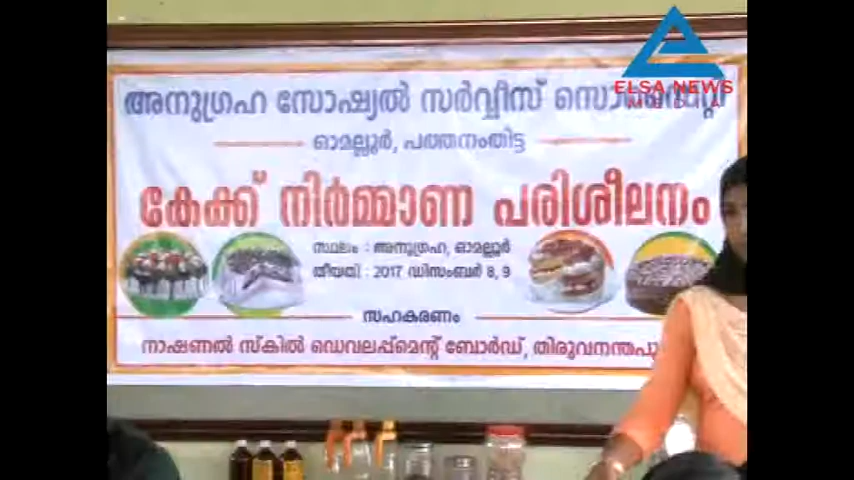 ELSA NEWS
MEDIA
അനുഗ്രഹ സോഷ്യൽ സർവ്വീസ്
ഓമല്ലൂർ, പത്തനംതിട്ട
കേക്ക് നിർമ്മാണ പരിശീലനം
സ്ഥലം : അനുഗ്രഹ, ഓമല്ലൂർ
തീയതി : 2017 ഡിസംബർ 8, 9
സഹകരണം
നാഷണൽ സ്കിൽ ഡെവലപ്പ്മെന്റ് ബോർഡ്,